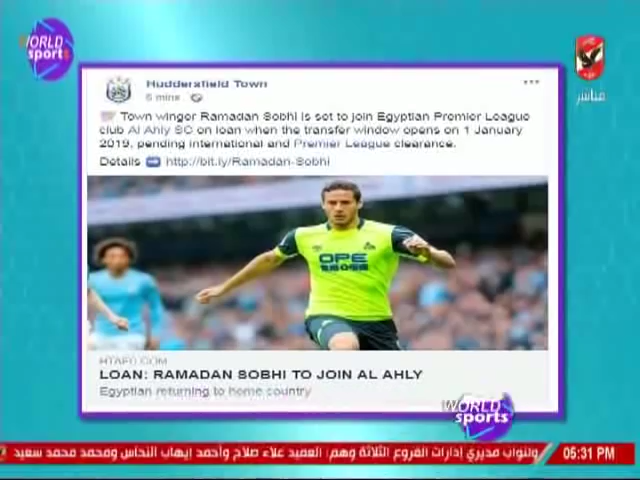 WORLD
sports
مباشر
Huddersfield Town
5 mins
Town winger Ramadan Sobhi is set to join Egyptian Premier League
club Al Ahly SC on loan when the transfer window opens on 1 January
2019, pending international and Premier League clearance.
Details ➡ http://bit.ly/Ramadan-Sobhi
OPE
SPORTS
HTAFC.COM
LOAN: RAMADAN SOBHI TO JOIN AL AHLY
Egyptian returning to home country
WORLD
sports
ولنواب مديري إدارات الفروع الثلاثة وهم: العميد علاء صلاح وأحمد إيهاب النحاس ومحمد محمد سعيد
05:31 PM